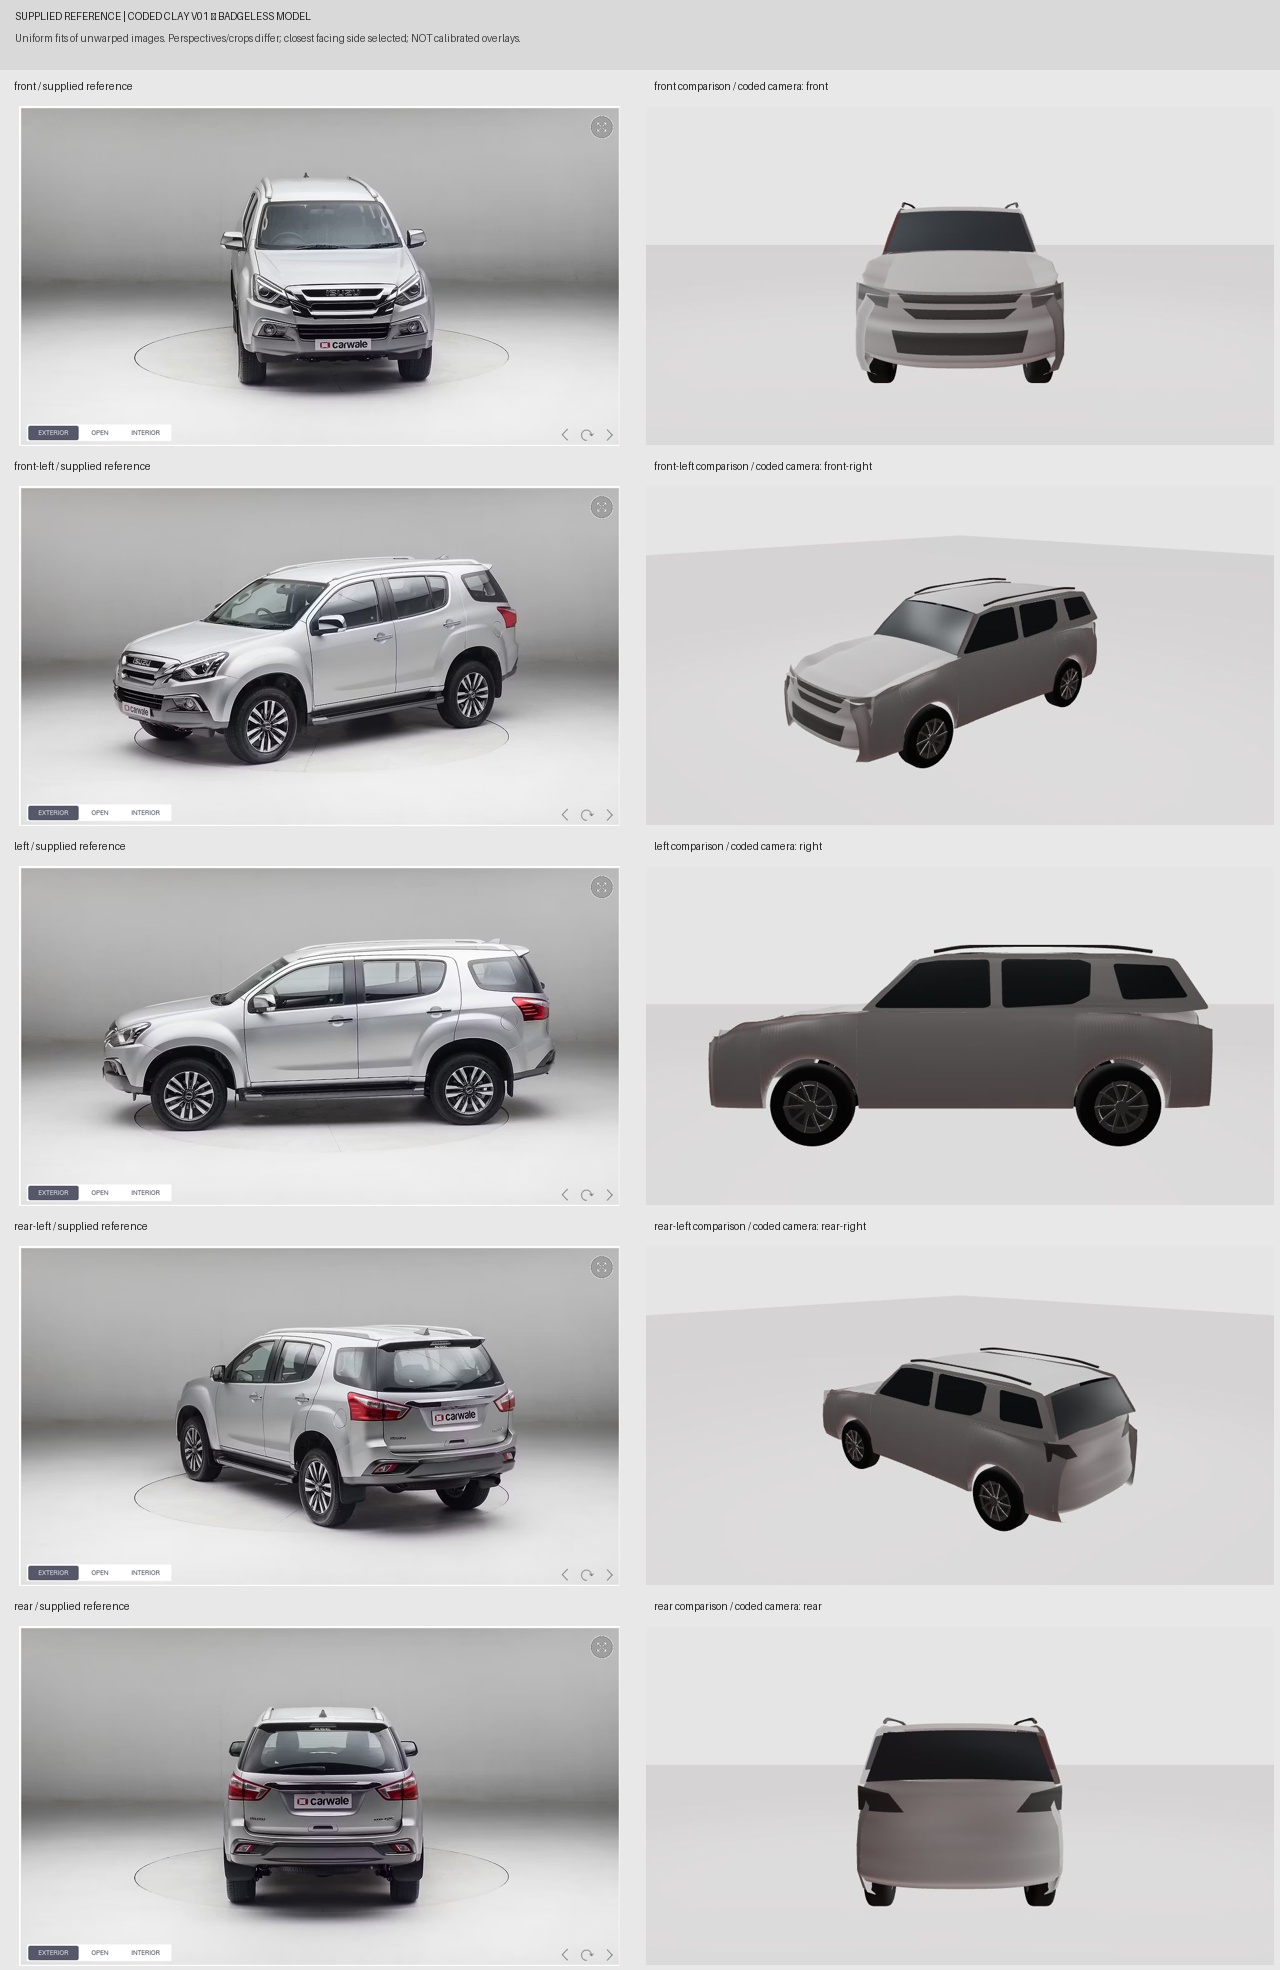 SUPPLIED REFERENCE | CODED CLAY V01 ☒ BADGELESS MODEL
Uniform fits of unwarped images. Perspectives/crops differ; closest facing side selected; NOT calibrated overlays.
front / supplied reference
front comparison / coded camera: front
ISUZU
carwale
EXTERIOR OPEN INTERIOR
front-left / supplied reference
front-left comparison / coded camera: front-right
ISUZU
carwale
EXTERIOR OPEN INTERIOR
left / supplied reference
left comparison / coded camera: right
EXTERIOR OPEN INTERIOR
rear-left / supplied reference
rear-left comparison / coded camera: rear-right
carwale
EXTERIOR OPEN INTERIOR
rear / supplied reference
rear comparison / coded camera: rear
carwale
EXTERIOR OPEN INTERIOR